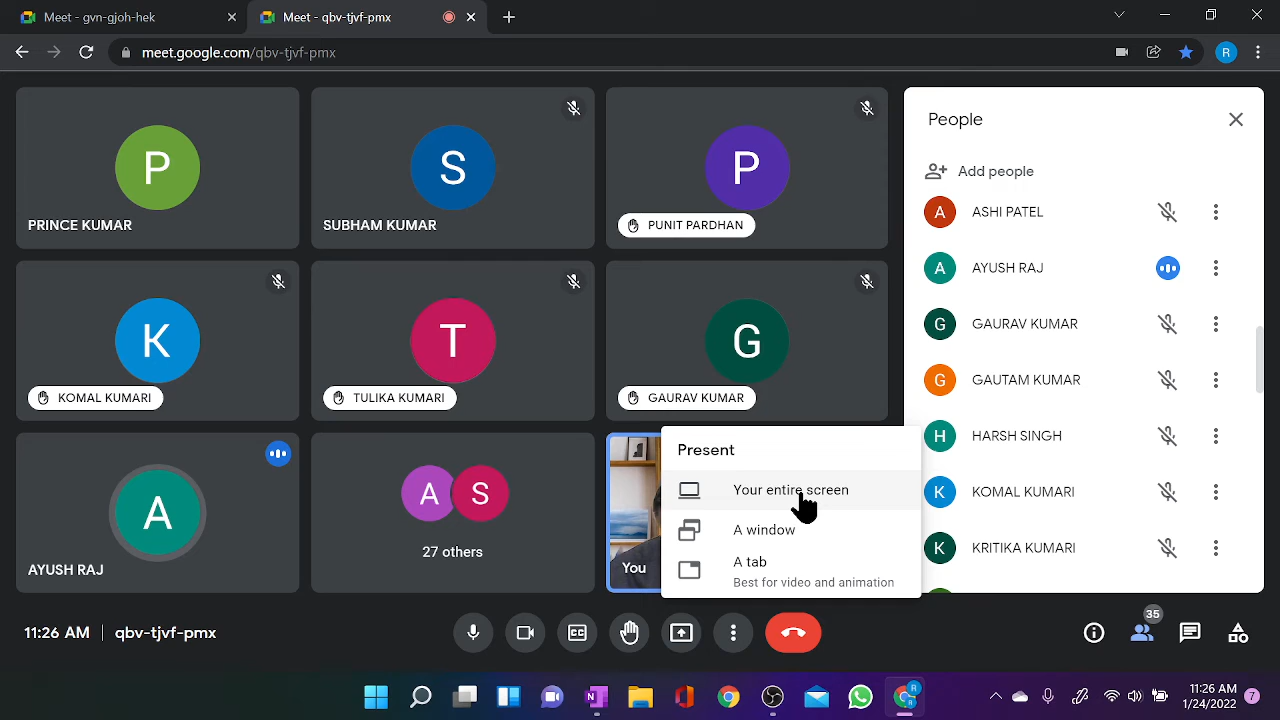 Meet - gvn-gjoh-hek
Meet - qbv-tjvf-pmx
meet.google.com/qbv-tjvf-pmx
R
P
PRINCE KUMAR
S
SUBHAM KUMAR
P
PUNIT PARDHAN
K
KOMAL KUMARI
T
TULIKA KUMARI
G
GAURAV KUMAR
A
AYUSH RAJ
A S
27 others
You
Present
Your entire screen
A window
A tab
Best for video and animation
People
Add people
A ASHI PATEL
A AYUSH RAJ
G GAURAV KUMAR
G GAUTAM KUMAR
H HARSH SINGH
K KOMAL KUMARI
K KRITIKA KUMARI
11:26 AM | qbv-tjvf-pmx
CC
35
R
11:26 AM
1/24/2022
7